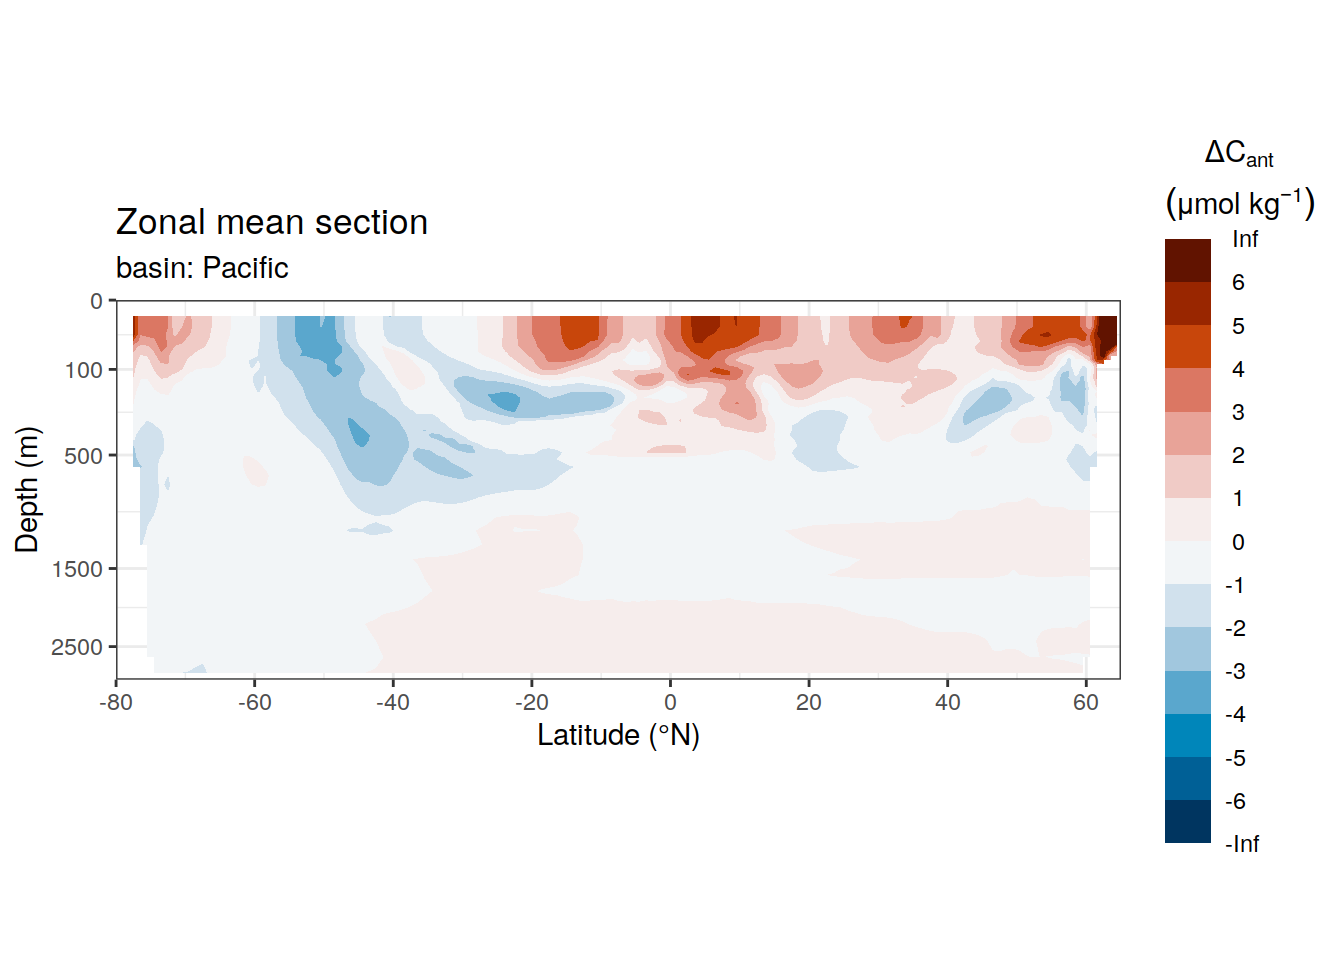 Zonal mean section
basin: Pacific
ΔCant
(μmol kg−1)
Inf
6
5
4
3
2
1
0
-1
-2
-3
-4
-5
-6
-Inf
Depth (m)
0
100
500
1500
2500
-80 -60 -40 -20 0 20 40 60
Latitude (°N)